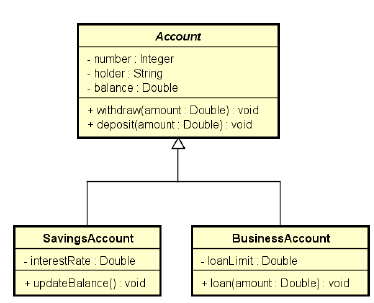 Account
- number : Integer
- holder : String
- balance : Double
+ withdraw(amount : Double) : void
+ deposit(amount : Double) : void
SavingsAccount
- interestRate : Double
+ updateBalance() : void
BusinessAccount
- loanLimit : Double
+ loan(amount : Double) : void